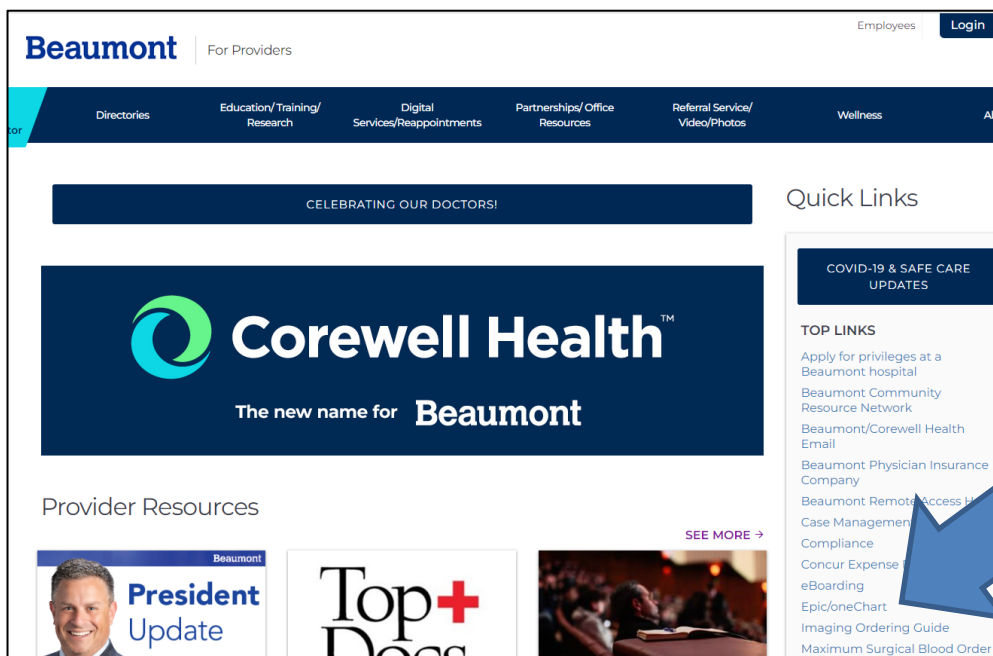 Employees
Login
Beaumont
For Providers
tor
Directories
Education/Training/
Research
Digital
Services/Reappointments
Partnerships/Office
Resources
Referral Service/
Video/Photos
Wellness
CELEBRATING OUR DOCTORS!
Corewell Health™
The new name for Beaumont
Provider Resources
SEE MORE →
Beaumont
President
Update
Top+
Docs
Quick Links
COVID-19 & SAFE CARE
UPDATES
TOP LINKS
Apply for privileges at a
Beaumont hospital
Beaumont Community
Resource Network
Beaumont/Corewell Health
Email
Beaumont Physician Insurance
Company
Beaumont Remote Access
Case Managemen
Compliance
Concur Expense
eBoarding
Epic/oneChart
Imaging Ordering Guide
Maximum Surgical Blood Order